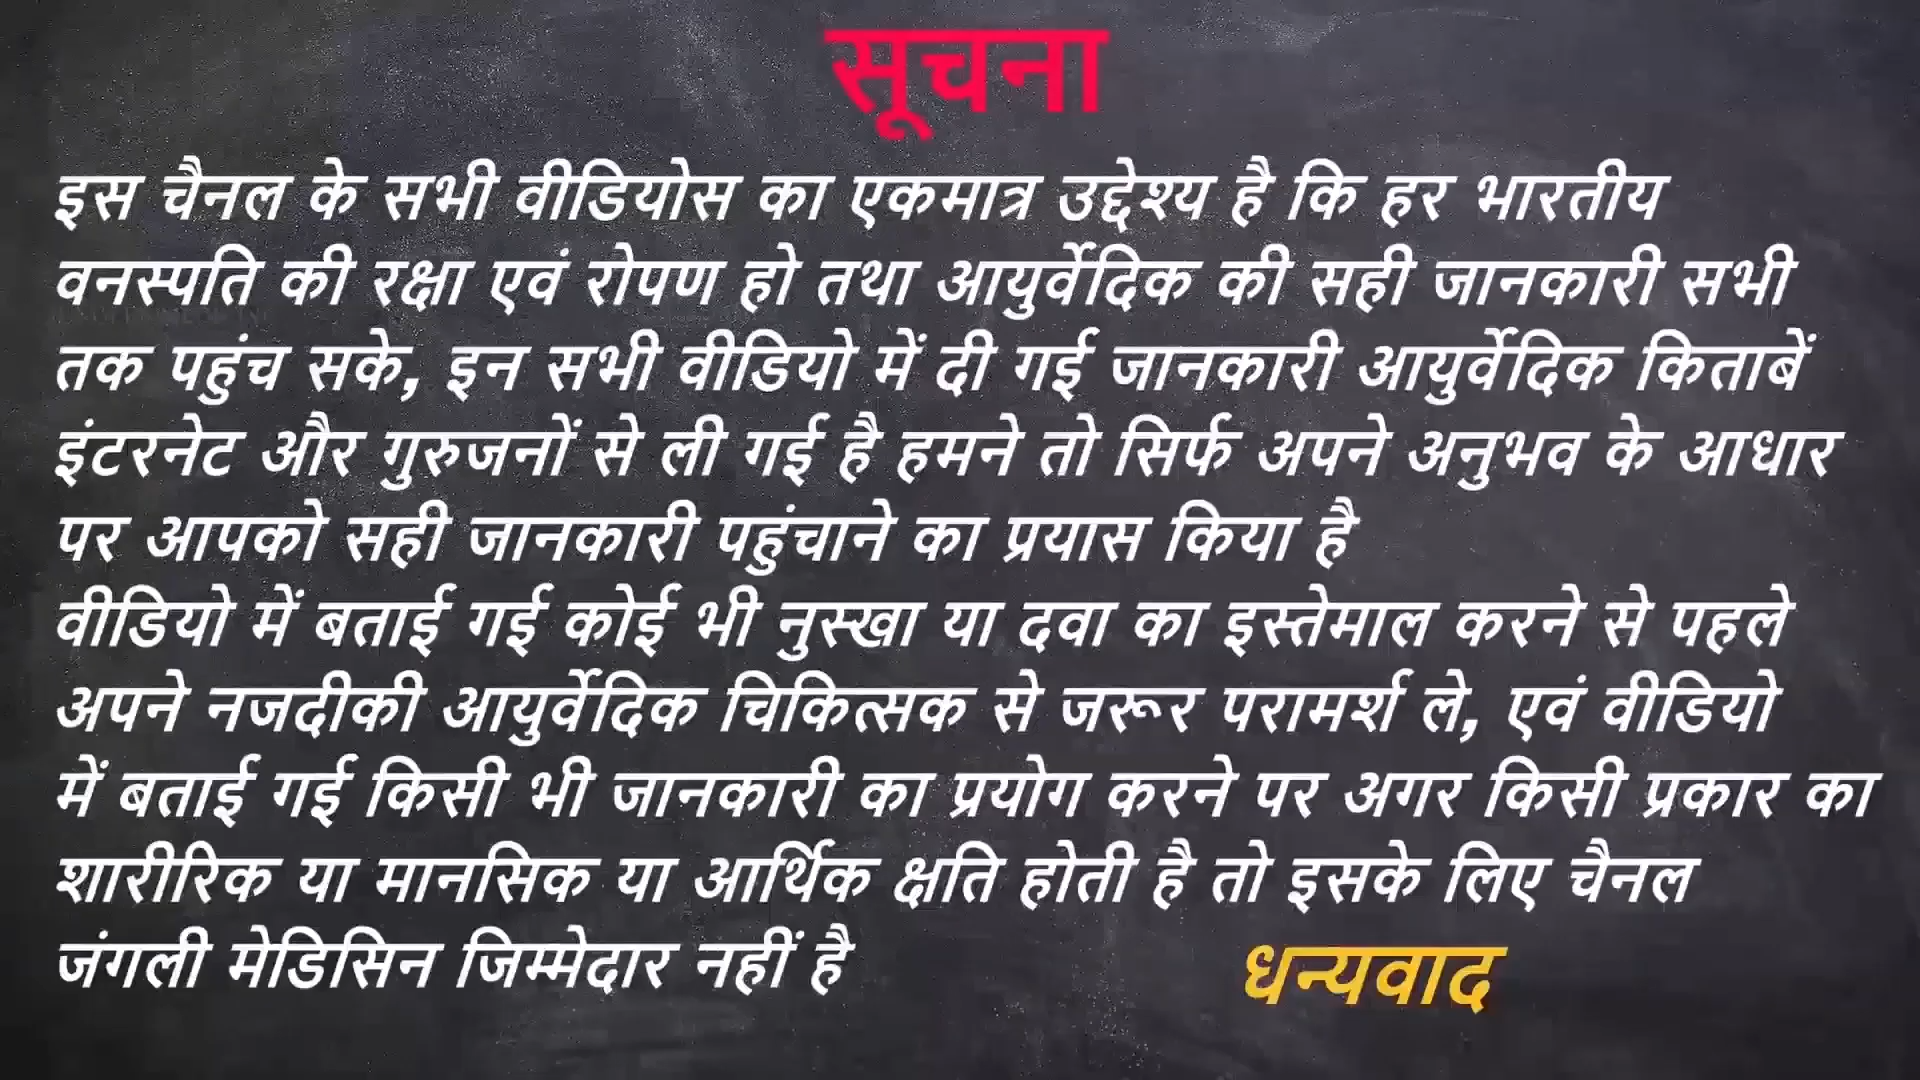 सूचना
इस चैनल के सभी वीडियोस का एकमात्र उद्देश्य है कि हर भारतीय
वनस्पति की रक्षा एवं रोपण हो तथा आयुर्वेदिक की सही जानकारी सभी
तक पहुंच सके, इन सभी वीडियो में दी गई जानकारी आयुर्वेदिक किताबें
इंटरनेट और गुरुजनों से ली गई है हमने तो सिर्फ अपने अनुभव के आधार
पर आपको सही जानकारी पहुंचाने का प्रयास किया है
वीडियो में बताई गई कोई भी नुस्खा या दवा का इस्तेमाल करने से पहले
अपने नजदीकी आयुर्वेदिक चिकित्सक से जरूर परामर्श ले, एवं वीडियो
में बताई गई किसी भी जानकारी का प्रयोग करने पर अगर किसी प्रकार का
शारीरिक या मानसिक या आर्थिक क्षति होती है तो इसके लिए चैनल
जंगली मेडिसिन जिम्मेदार नहीं है
धन्यवाद